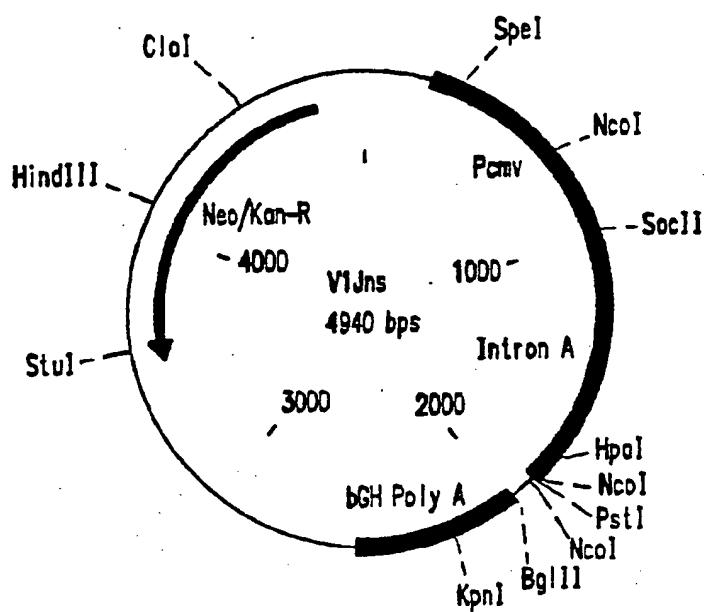 SpeI
ClaI
NcoI
Pcmv
HindIII
Neo/Kan-R
SacII
4000
1000
V1Jns
4940 bps
Intron A
StuI
3000
2000
HpaI
NcoI
bGH Poly A
PstI
NcoI
BglII
KpnI